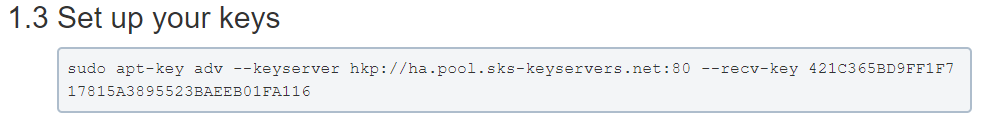 1.3 Set up your keys
sudo apt-key adv --keyserver hkp://ha.pool.sks-keyservers.net:80 --recv-key 421C365BD9FF1F7
17815A3895523BAEEB01FA116